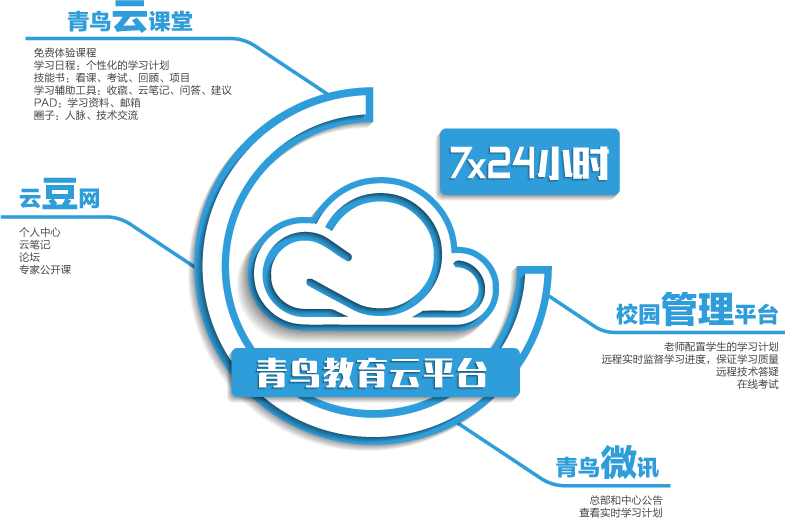 青鸟云课堂
免费体验课程
学习日程：个性化的学习计划
技能书：看课、考试、回顾、项目
学习辅助工具：收藏、云笔记、问答、建议
PAD：学习资料、邮箱
圈子：人脉、技术交流
7x24小时
云豆网
个人中心
云笔记
论坛
专家公开课
校园管理平台
老师配置学生的学习计划
远程实时监督学习进度，保证学习质量
远程技术答疑
在线考试
青鸟教育云平台
青鸟微讯
总部和中心公告
查看实时学习计划